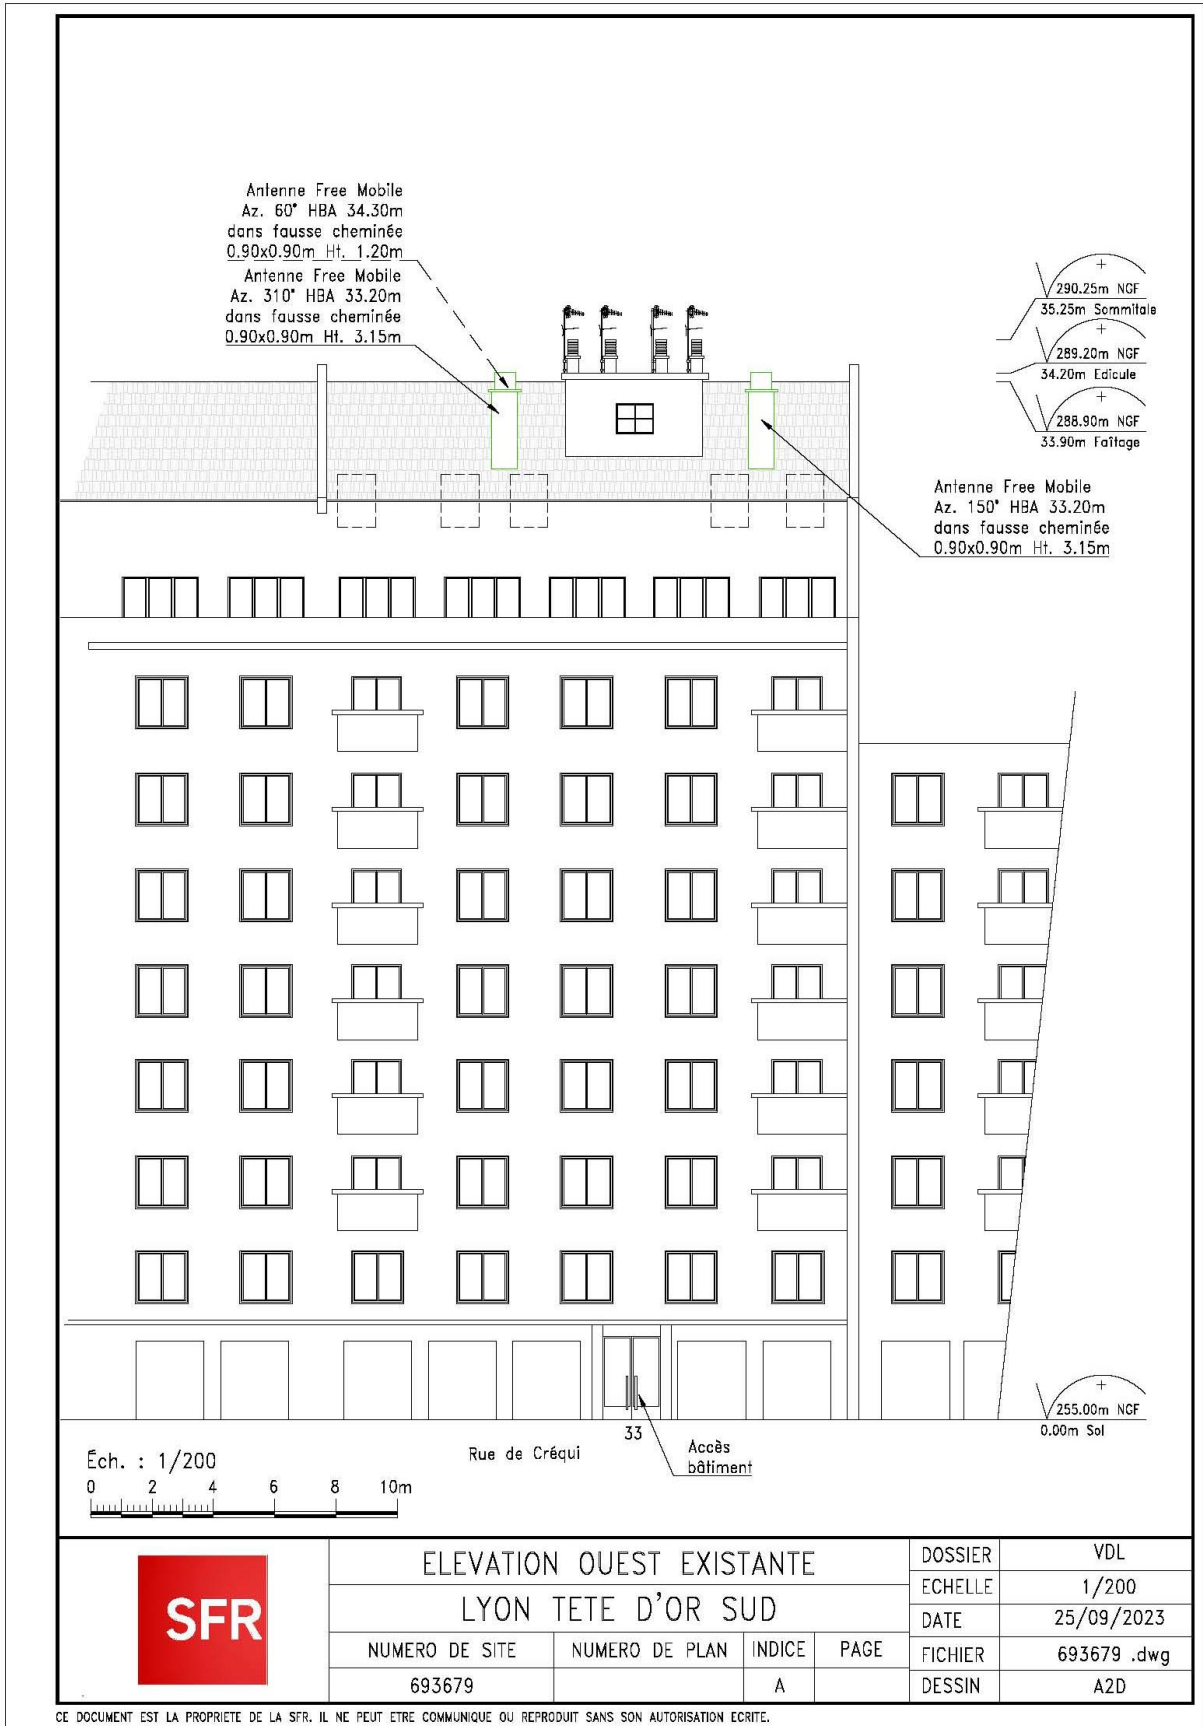 Antenne Free Mobile
Az. 60° HBA 34.30m
dans fausse cheminée
0.90x0.90m Ht. 1.20m
Antenne Free Mobile
Az. 310° HBA 33.20m
dans fausse cheminée
0.90x0.90m Ht. 3.15m
290.25m NGF
35.25m Sommitale
289.20m NGF
34.20m Edicule
288.90m NGF
33.90m Faîtage
Antenne Free Mobile
Az. 150° HBA 33.20m
dans fausse cheminée
0.90x0.90m Ht. 3.15m
255.00m NGF
0.00m Sol
33
Rue de Créqui
Accès
bâtiment
Éch. : 1/200
0 2 4 6 8 10m
SFR
ELEVATION OUEST EXISTANTE
LYON TETE D'OR SUD
NUMERO DE SITE NUMERO DE PLAN INDICE PAGE
693679 A
DOSSIER VDL
ECHELLE 1/200
DATE 25/09/2023
FICHIER 693679 .dwg
DESSIN A2D
CE DOCUMENT EST LA PROPRIETE DE LA SFR. IL NE PEUT ETRE COMMUNIQUE OU REPRODUIT SANS SON AUTORISATION ECRITE.